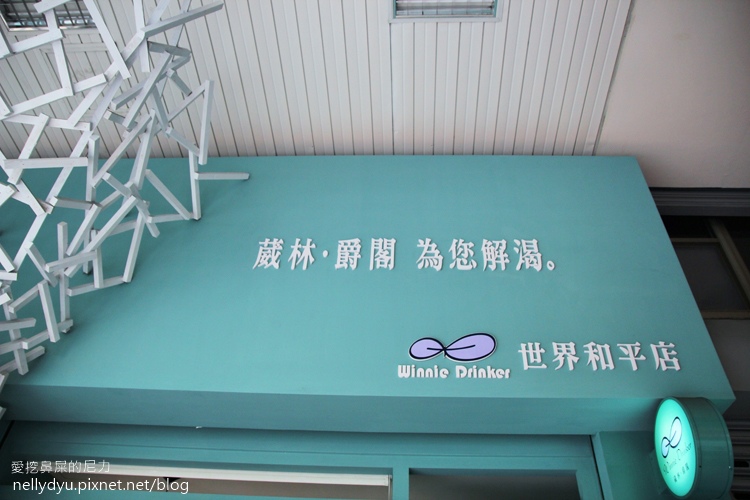 葳林·爵閣 為您解渴。
Winnie Drinker 世界和平店
愛挖鼻屎的尼力
nellydyu.pixnet.net/blog